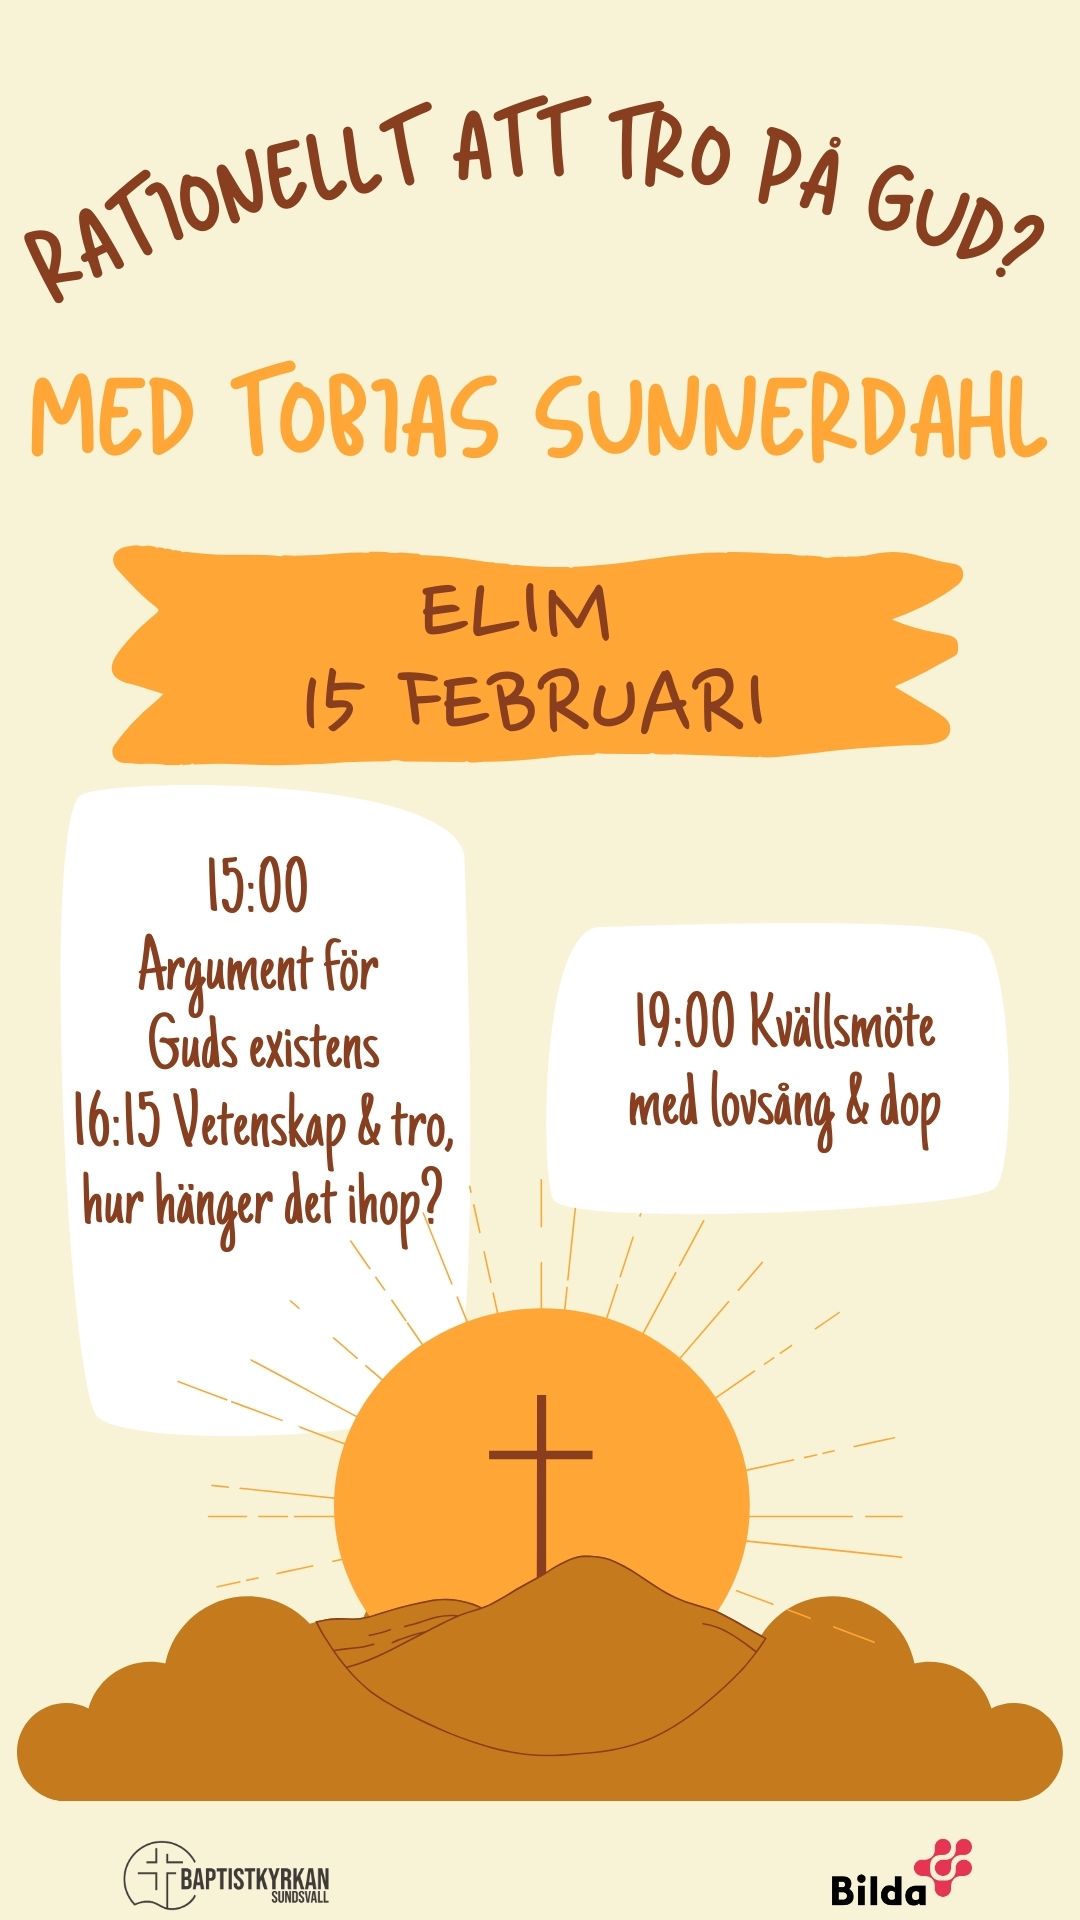 RATIONELLT ATT TRO PÅ GUD?
MED TOBIAS SUNNERDAHL
ELIM
15 FEBRUARI
15:00
Argument för
Guds existens
16:15 Vetenskap & tro,
hur hänger det ihop?
19:00 Kvällsmöte
med lovsång & dop
BAPTISTKYRKAN
SUNDSVALL
Bilda